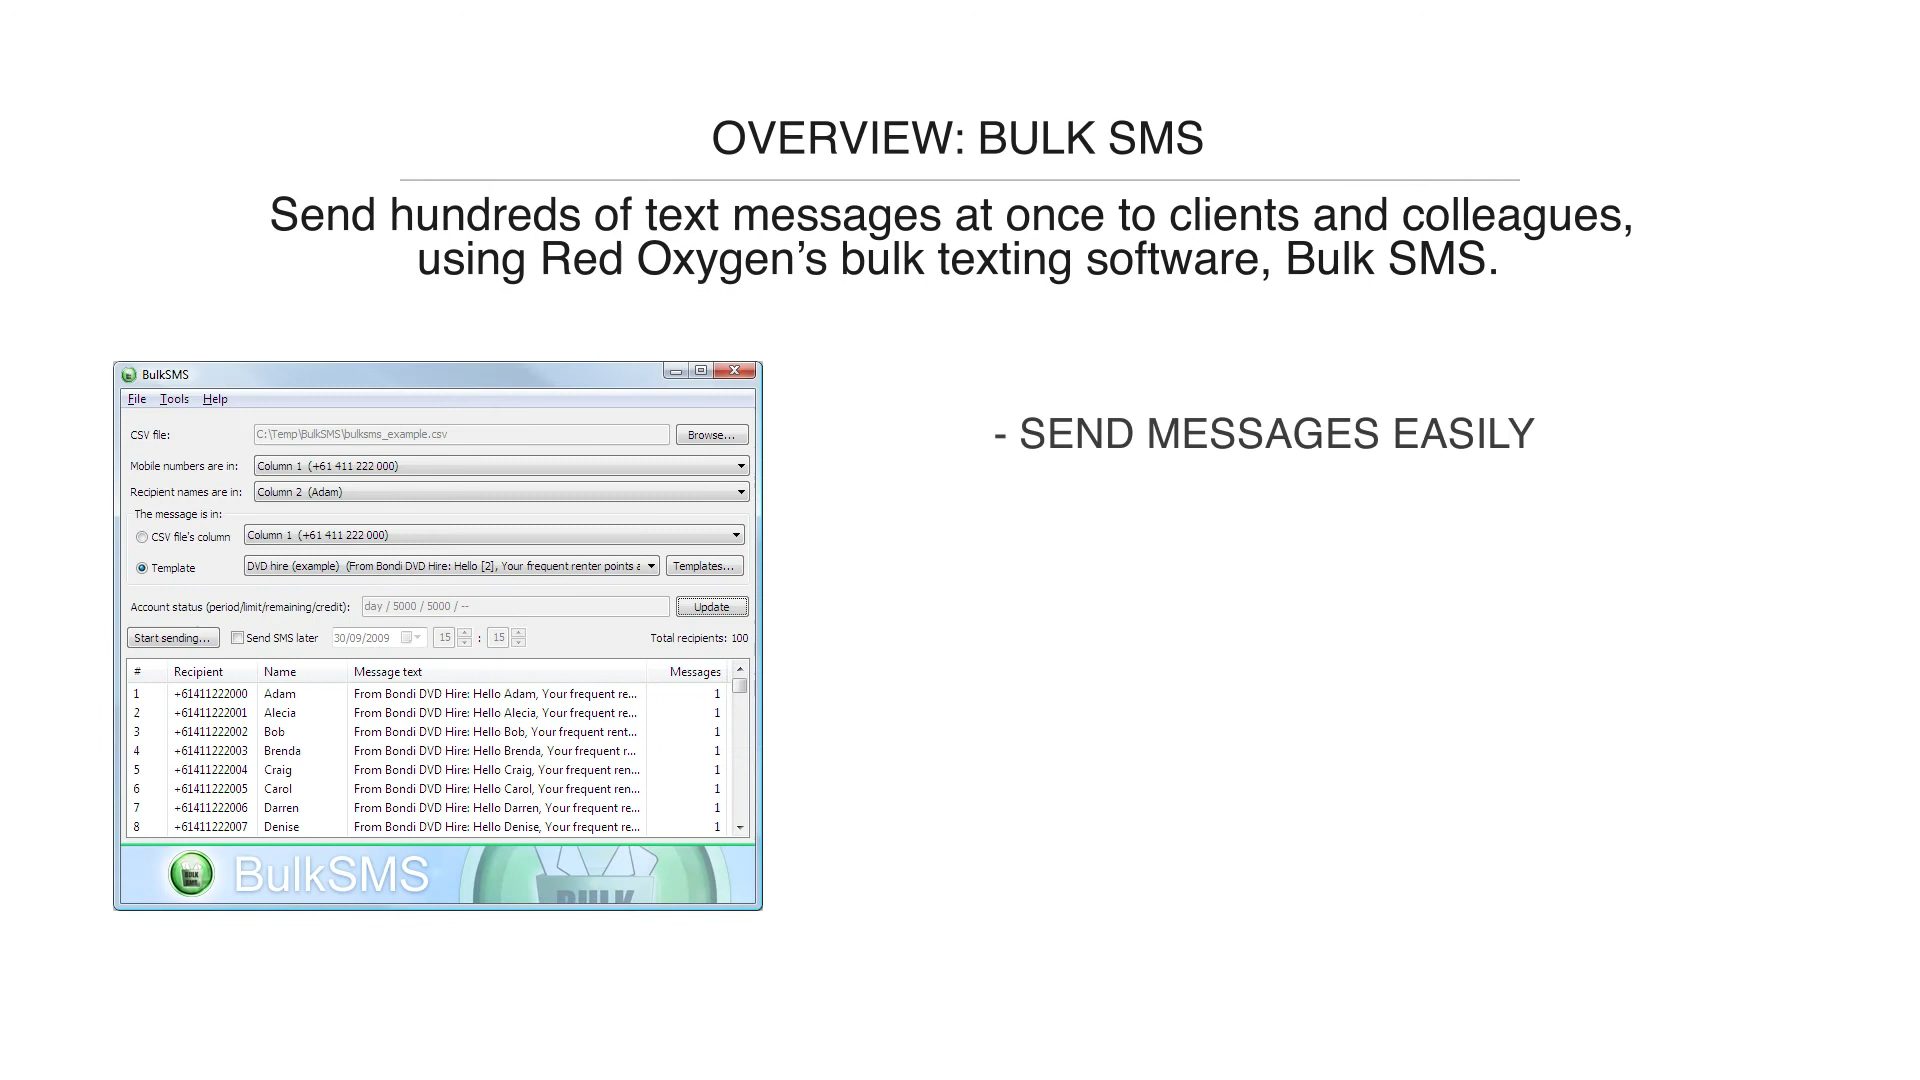 OVERVIEW: BULK SMS
Send hundreds of text messages at once to clients and colleagues,
using Red Oxygen’s bulk texting software, Bulk SMS.
- SEND MESSAGES EASILY
BulkSMS
File Tools Help
CSV file: C:\Temp\BulkSMS\bulksms_example.csv Browse...
Mobile numbers are in: Column 1 (+61 411 222 000)
Recipient names are in: Column 2 (Adam)
The message is in:
CSV file's column Column 1 (+61 411 222 000)
Template DVD hire (example) (From Bondi DVD Hire: Hello [2], Your frequent renter points a Templates...
Account status (period/limit/remaining/credit): day / 5000 / 5000 / -- Update
Start sending... Send SMS later 30/09/2009 15 : 15 Total recipients: 100
# Recipient Name Message text Messages
1 +61411222000 Adam From Bondi DVD Hire: Hello Adam, Your frequent re... 1
2 +61411222001 Alecia From Bondi DVD Hire: Hello Alecia, Your frequent re... 1
3 +61411222002 Bob From Bondi DVD Hire: Hello Bob, Your frequent rent... 1
4 +61411222003 Brenda From Bondi DVD Hire: Hello Brenda, Your frequent r... 1
5 +61411222004 Craig From Bondi DVD Hire: Hello Craig, Your frequent ren... 1
6 +61411222005 Carol From Bondi DVD Hire: Hello Carol, Your frequent ren... 1
7 +61411222006 Darren From Bondi DVD Hire: Hello Darren, Your frequent re... 1
8 +61411222007 Denise From Bondi DVD Hire: Hello Denise, Your frequent re... 1
BULK
SMS
BulkSMS
BULK